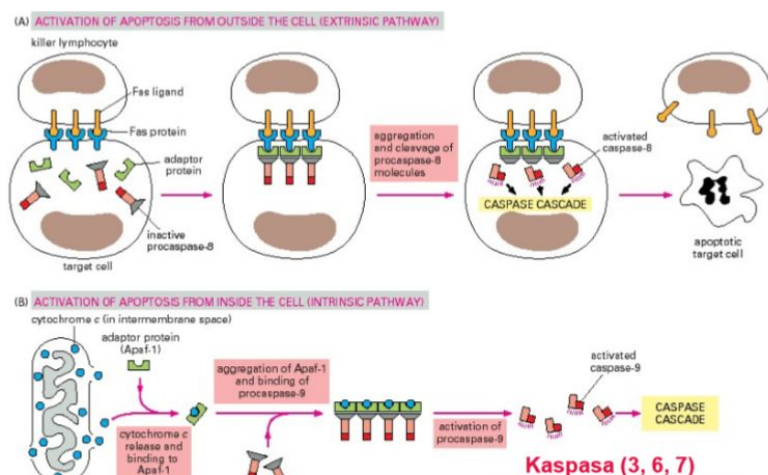 (A) ACTIVATION OF APOPTOSIS FROM OUTSIDE THE CELL (EXTRINSIC PATHWAY)
killer lymphocyte
Fas ligand
Fas protein
adaptor
protein
inactive
procaspase-8
target cell
aggregation
and cleavage of
procaspase-8
molecules
activated
caspase-8
CASPASE CASCADE
apoptotic
target cell
(B) ACTIVATION OF APOPTOSIS FROM INSIDE THE CELL (INTRINSIC PATHWAY)
cytochrome c (in intermembrane space)
adaptor protein
(Apaf-1)
cytochrome c
release and
binding to
Apaf-1
aggregation of Apaf-1
and binding of
procaspase-9
activation of
procaspase-9
activated
caspase-9
CASPASE
CASCADE
Kaspasa (3, 6, 7)